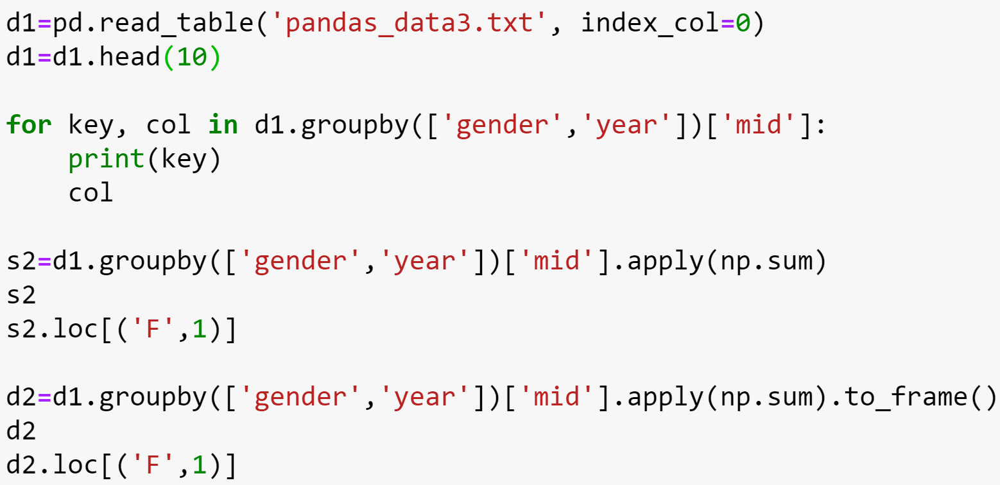 d1=pd.read_table('pandas_data3.txt', index_col=0)
d1=d1.head(10)
for key, col in d1.groupby(['gender','year'])['mid']:
    print(key)
    col
s2=d1.groupby(['gender','year'])['mid'].apply(np.sum)
s2
s2.loc[('F',1)]
d2=d1.groupby(['gender','year'])['mid'].apply(np.sum).to_frame()
d2
d2.loc[('F',1)]